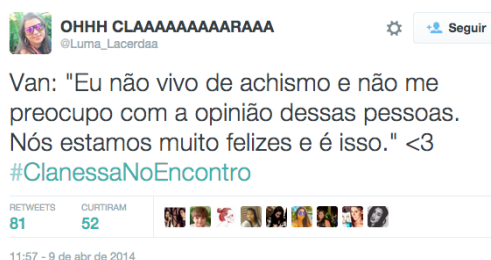 OHHH CLAAAAAAAAARAAA
@Luma_Lacerdaa
Seguir
Van: "Eu não vivo de achismo e não me
preocupo com a opinião dessas pessoas.
Nós estamos muito felizes e é isso." <3
#ClanessaNoEncontro
RETWEETS
81
CURTIRAM
52
11:57 - 9 de abr de 2014